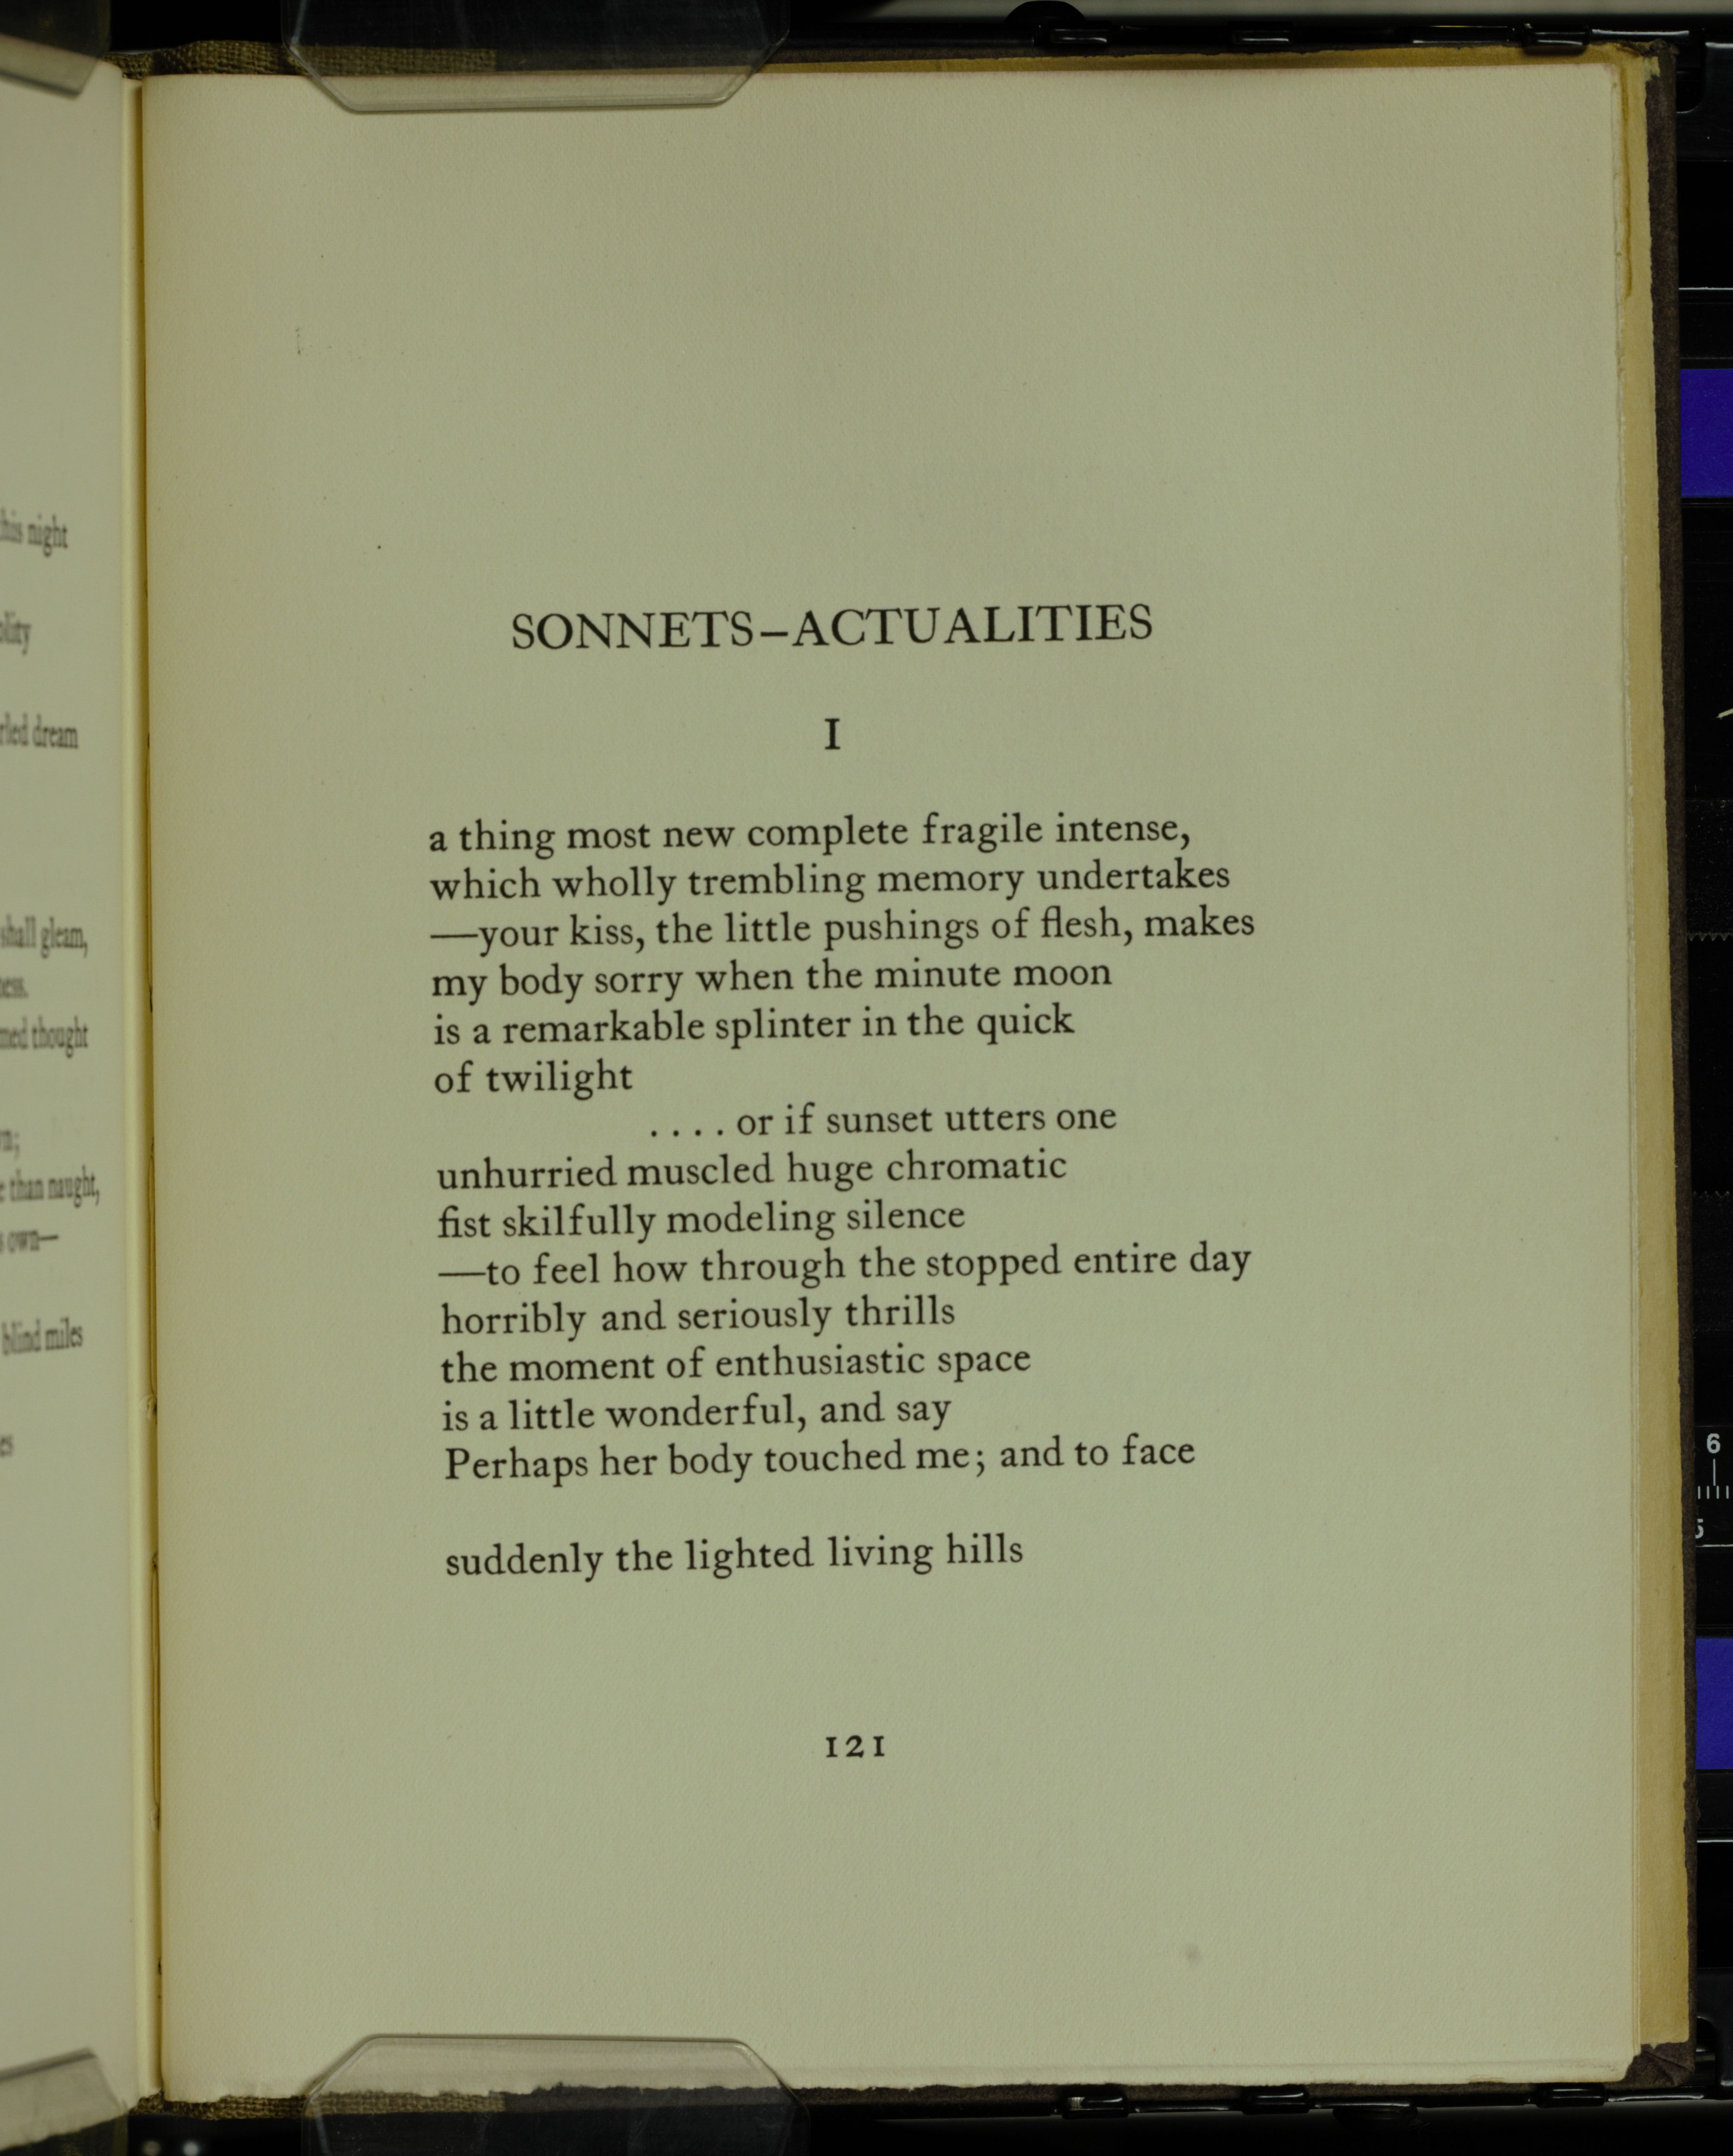 his night
rled dream
shall gleam,
med thought
than naught,
own—
blind miles
SONNETS–ACTUALITIES
I
a thing most new complete fragile intense,
which wholly trembling memory undertakes
—your kiss, the little pushings of flesh, makes
my body sorry when the minute moon
is a remarkable splinter in the quick
of twilight
. . . . or if sunset utters one
unhurried muscled huge chromatic
fist skilfully modeling silence
—to feel how through the stopped entire day
horribly and seriously thrills
the moment of enthusiastic space
is a little wonderful, and say
Perhaps her body touched me; and to face
suddenly the lighted living hills
121
6
5